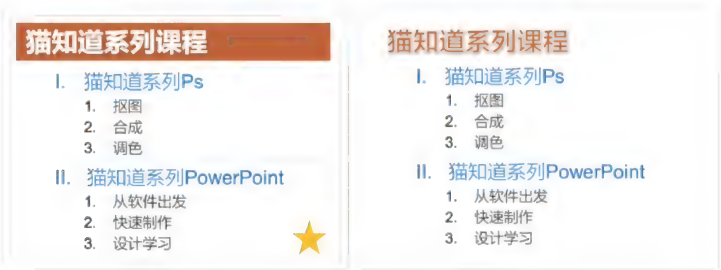 猫知道系列课程
I. 猫知道系列Ps
1. 抠图
2. 合成
3. 调色
II. 猫知道系列PowerPoint
1. 从软件出发
2. 快速制作
3. 设计学习
猫知道系列课程
I. 猫知道系列Ps
1. 抠图
2. 合成
3. 调色
II. 猫知道系列PowerPoint
1. 从软件出发
2. 快速制作
3. 设计学习